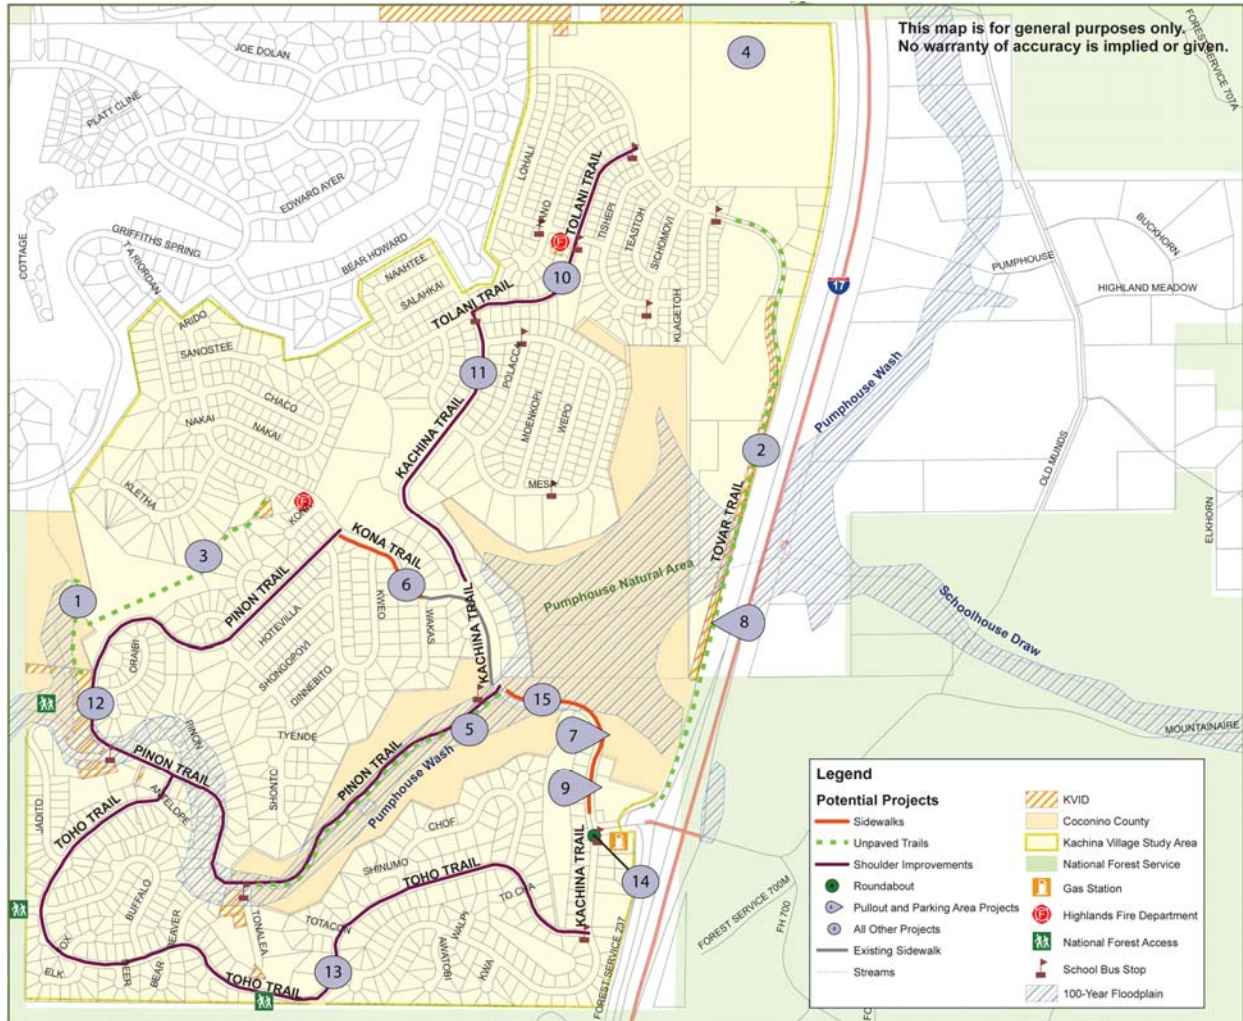 This map is for general purposes only.
No warranty of accuracy is implied or given.
FOREST SERVICE 707A
4
JOE DOLAN
PLATT CLINE
LOHALI
EDWARD AYER
TOLANI TRAIL
HANO
TISHEPI
TEASTOH
SICHOMOVI
COTTAGE
GRIFFITHS SPRING
T A RIORDAN
BEAR HOWARD
F
BUCKHORN
PUMPHOUSE
NAAHTEE
SALAHKAI
10
17
HIGHLAND MEADOW
TOLANI TRAIL
KLAGETOH
ARIDO
SANOSTEE
POLACCA
11
Pumphouse Wash
CHACO
NAKAI
NAKAI
MOENKOPI
WEPO
KACHINA TRAIL
2
OLD MUNDS
KLETHA
MESA
F
KONA
ELKHORN
TOVAR TRAIL
3
KONA TRAIL
PINON TRAIL
6
Pumphouse Natural Area
1
KWEO
WAKAS
KACHINA TRAIL
HOTEVILLA
8
Schoolhouse Draw
ORAIBI
SHONGOPOVI
DINNEBITO
12
15
5
TYENDE
PINON
7
MOUNTAINAIRE
PINON TRAIL
PINON TRAIL
Pumphouse Wash
SHONTO
9
ANTELOPE
JADITO
TOHO TRAIL
CHOF
SHINUMO
TOHO TRAIL
KACHINA TRAIL
14
TO CHA
BUFFALO
BEAVER
TONALEA
TOTACON
WALPI
AWATOBI
KWA
OX
ELK
DEER
BEAR
13
TOHO TRAIL
FOREST SERVICE 237
FOREST SERVICE 700M
FH 700
Legend
Potential Projects
Sidewalks
Unpaved Trails
Shoulder Improvements
Roundabout
Pullout and Parking Area Projects
All Other Projects
Existing Sidewalk
Streams
KVID
Coconino County
Kachina Village Study Area
National Forest Service
Gas Station
F
Highlands Fire Department
National Forest Access
School Bus Stop
100-Year Floodplain